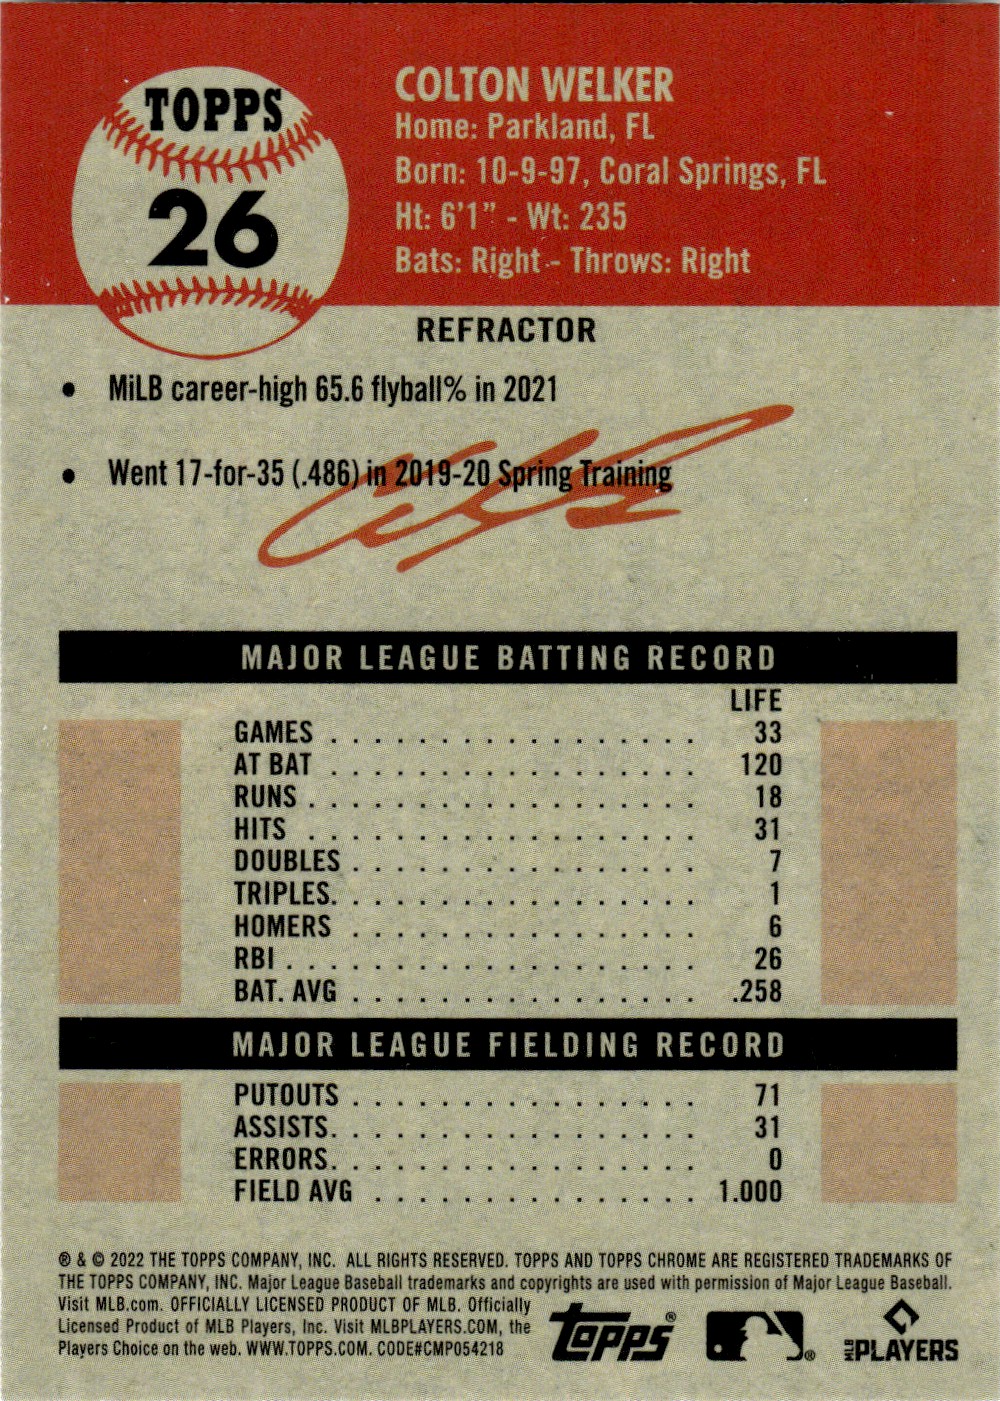 TOPPS
26
COLTON WELKER
Home: Parkland, FL
Born: 10-9-97, Coral Springs, FL
Ht: 6'1" - Wt: 235
Bats: Right - Throws: Right
REFRACTOR
• MiLB career-high 65.6 flyball% in 2021
• Went 17-for-35 (.486) in 2019-20 Spring Training
MAJOR LEAGUE BATTING RECORD
LIFE
GAMES . . . . . . . . . . . . . . . . . 33
AT BAT . . . . . . . . . . . . . . . . . 120
RUNS . . . . . . . . . . . . . . . . . . 18
HITS . . . . . . . . . . . . . . . . . . 31
DOUBLES . . . . . . . . . . . . . . . . 7
TRIPLES. . . . . . . . . . . . . . . . . 1
HOMERS . . . . . . . . . . . . . . . . 6
RBI . . . . . . . . . . . . . . . . . . . 26
BAT. AVG . . . . . . . . . . . . . . . . .258
MAJOR LEAGUE FIELDING RECORD
PUTOUTS . . . . . . . . . . . . . . . . 71
ASSISTS. . . . . . . . . . . . . . . . . 31
ERRORS. . . . . . . . . . . . . . . . . 0
FIELD AVG . . . . . . . . . . . . . . . 1.000
® & © 2022 THE TOPPS COMPANY, INC. ALL RIGHTS RESERVED. TOPPS AND TOPPS CHROME ARE REGISTERED TRADEMARKS OF
THE TOPPS COMPANY, INC. Major League Baseball trademarks and copyrights are used with permission of Major League Baseball.
Visit MLB.com. OFFICIALLY LICENSED PRODUCT OF MLB. Officially
Licensed Product of MLB Players, Inc. Visit MLBPLAYERS.COM, the
Players Choice on the web. WWW.TOPPS.COM. CODE#CMP054218
Topps®
®
MLB PLAYERS